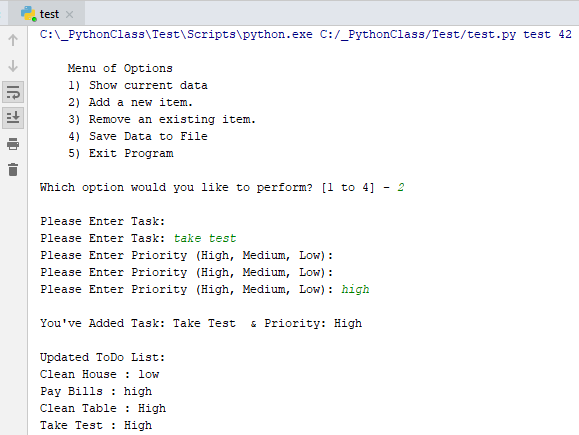 test
C:\_PythonClass\Test\Scripts\python.exe C:/_PythonClass/Test/test.py test 42
Menu of Options
1) Show current data
2) Add a new item.
3) Remove an existing item.
4) Save Data to File
5) Exit Program
Which option would you like to perform? [1 to 4] - 2
Please Enter Task:
Please Enter Task: take test
Please Enter Priority (High, Medium, Low):
Please Enter Priority (High, Medium, Low):
Please Enter Priority (High, Medium, Low): high
You've Added Task: Take Test  & Priority: High
Updated ToDo List:
Clean House : low
Pay Bills : high
Clean Table : High
Take Test : High